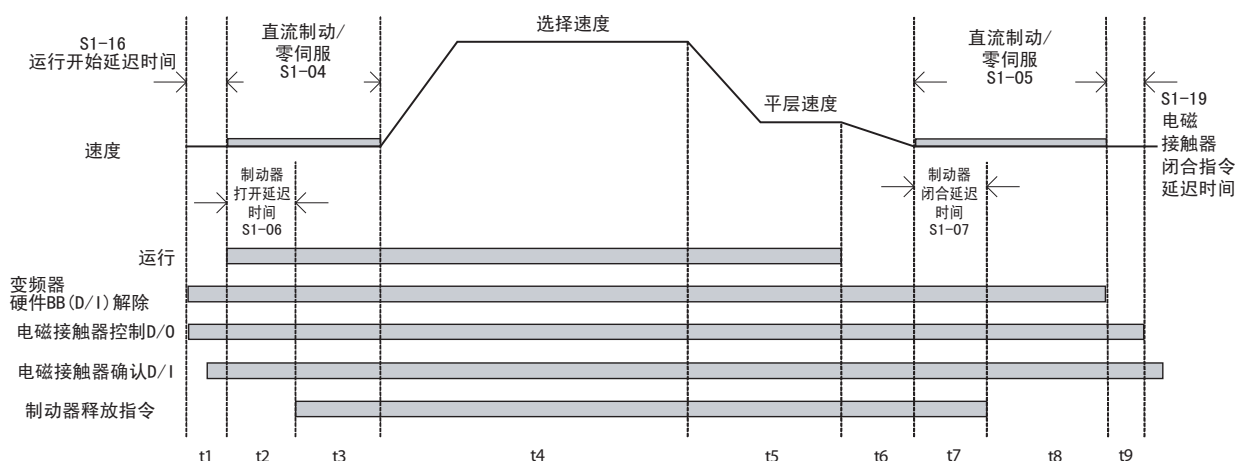 S1-16
运行开始延迟时间
直流制动/
零伺服
S1-04
选择速度
直流制动/
零伺服
S1-05
平层速度
S1-19
电磁
接触器
闭合指令
延迟时间
速度
制动器
打开延迟
时间
S1-06
制动器
闭合延迟
时间
S1-07
运行
变频器
硬件BB(D/I)解除
电磁接触器控制D/O
电磁接触器确认D/I
制动器释放指令
t1 t2 t3 t4 t5 t6 t7 t8 t9